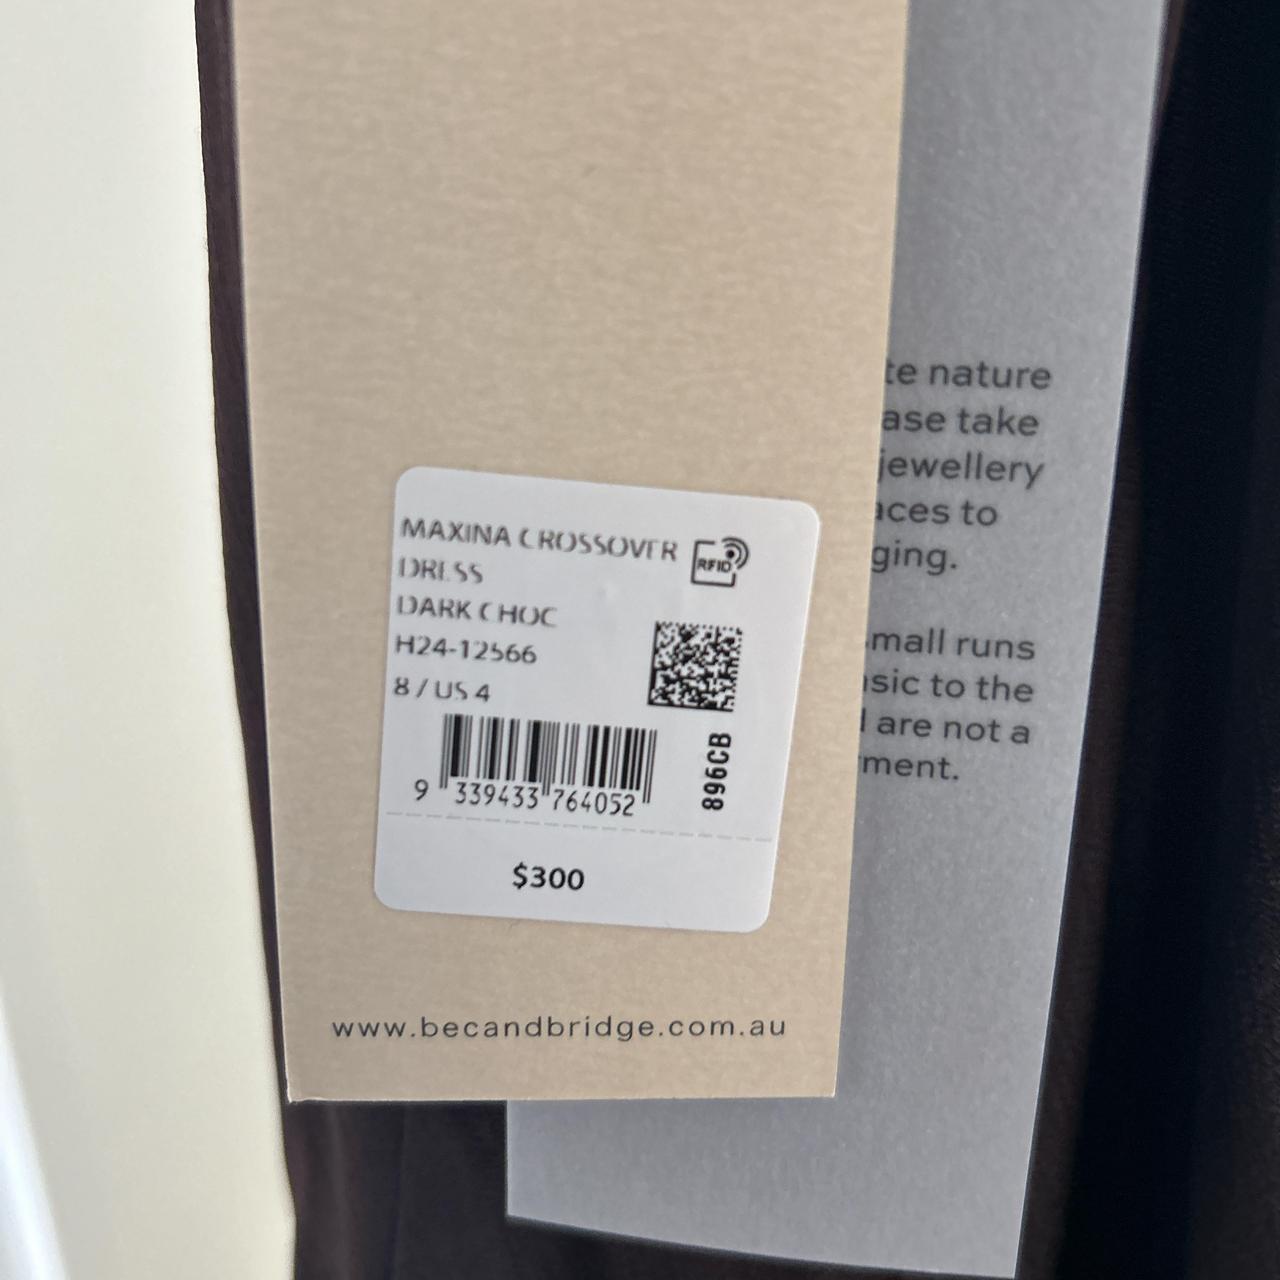 MAXINA CROSSOVER
RFID
DRESS
DARK CHOC
H24-12566
8 / US 4
896CB
9 339433 764052
$300
www.becandbridge.com.au
te nature
ase take
jewellery
aces to
ging.
small runs
sic to the
are not a
ment.